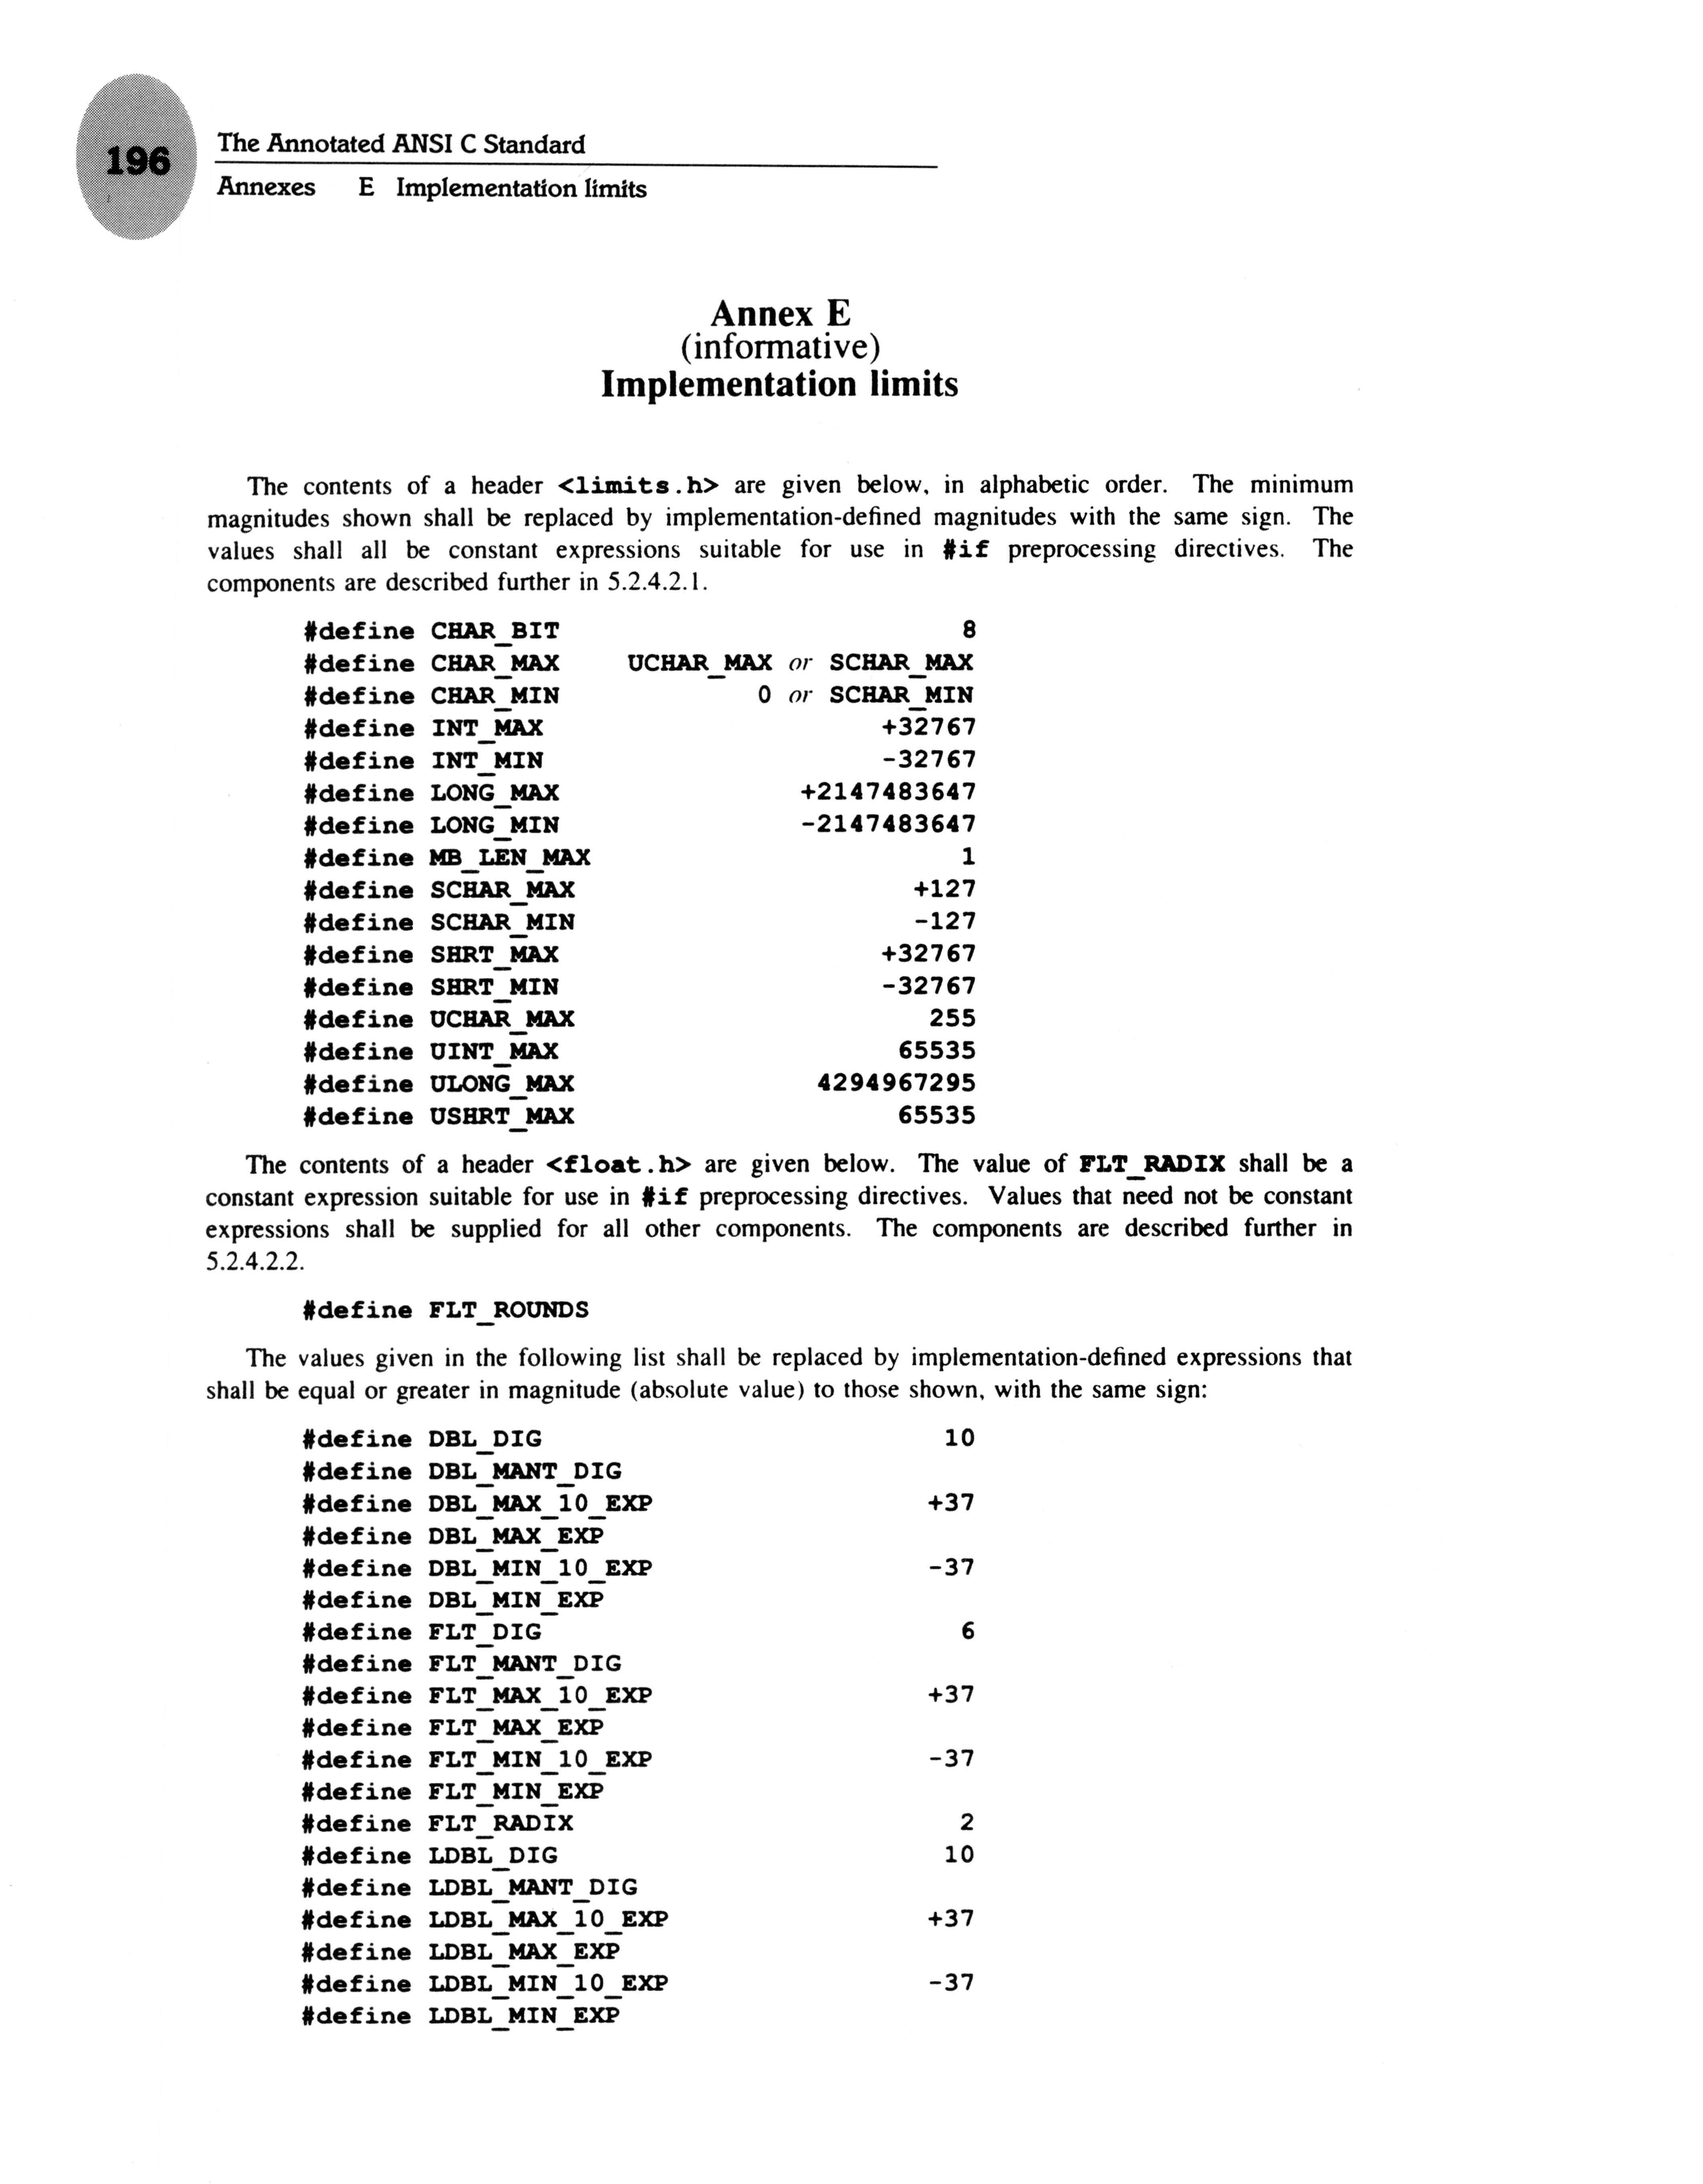 196
The Annotated ANSI C Standard
Annexes E Implementation limits
Annex E
(informative)
Implementation limits
The contents of a header <limits.h> are given below, in alphabetic order. The minimum
magnitudes shown shall be replaced by implementation-defined magnitudes with the same sign. The
values shall all be constant expressions suitable for use in #if preprocessing directives. The
components are described further in 5.2.4.2.1.
#define CHAR_BIT 8
#define CHAR_MAX UCHAR_MAX or SCHAR_MAX
#define CHAR_MIN 0 or SCHAR_MIN
#define INT_MAX +32767
#define INT_MIN -32767
#define LONG_MAX +2147483647
#define LONG_MIN -2147483647
#define MB_LEN_MAX 1
#define SCHAR_MAX +127
#define SCHAR_MIN -127
#define SHRT_MAX +32767
#define SHRT_MIN -32767
#define UCHAR_MAX 255
#define UINT_MAX 65535
#define ULONG_MAX 4294967295
#define USHRT_MAX 65535
The contents of a header <float.h> are given below. The value of FLT_RADIX shall be a
constant expression suitable for use in #if preprocessing directives. Values that need not be constant
expressions shall be supplied for all other components. The components are described further in
5.2.4.2.2.
#define FLT_ROUNDS
The values given in the following list shall be replaced by implementation-defined expressions that
shall be equal or greater in magnitude (absolute value) to those shown, with the same sign:
#define DBL_DIG 10
#define DBL_MANT_DIG
#define DBL_MAX_10_EXP +37
#define DBL_MAX_EXP
#define DBL_MIN_10_EXP -37
#define DBL_MIN_EXP
#define FLT_DIG 6
#define FLT_MANT_DIG
#define FLT_MAX_10_EXP +37
#define FLT_MAX_EXP
#define FLT_MIN_10_EXP -37
#define FLT_MIN_EXP
#define FLT_RADIX 2
#define LDBL_DIG 10
#define LDBL_MANT_DIG
#define LDBL_MAX_10_EXP +37
#define LDBL_MAX_EXP
#define LDBL_MIN_10_EXP -37
#define LDBL_MIN_EXP